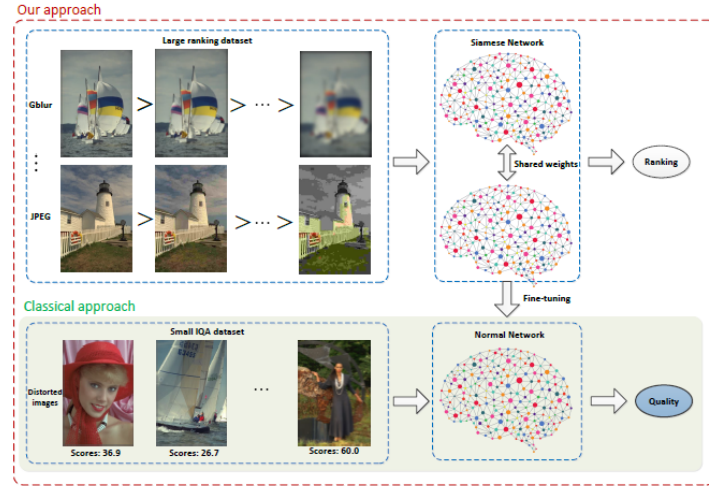 Our approach
Large ranking dataset
Siamese Network
Gblur
> > ... >
Shared weights
Ranking
JPEG
> > ... >
Fine-tuning
Classical approach
Small IQA dataset
Normal Network
Distorted
images
...
Quality
Scores: 36.9 Scores: 26.7 Scores: 60.0